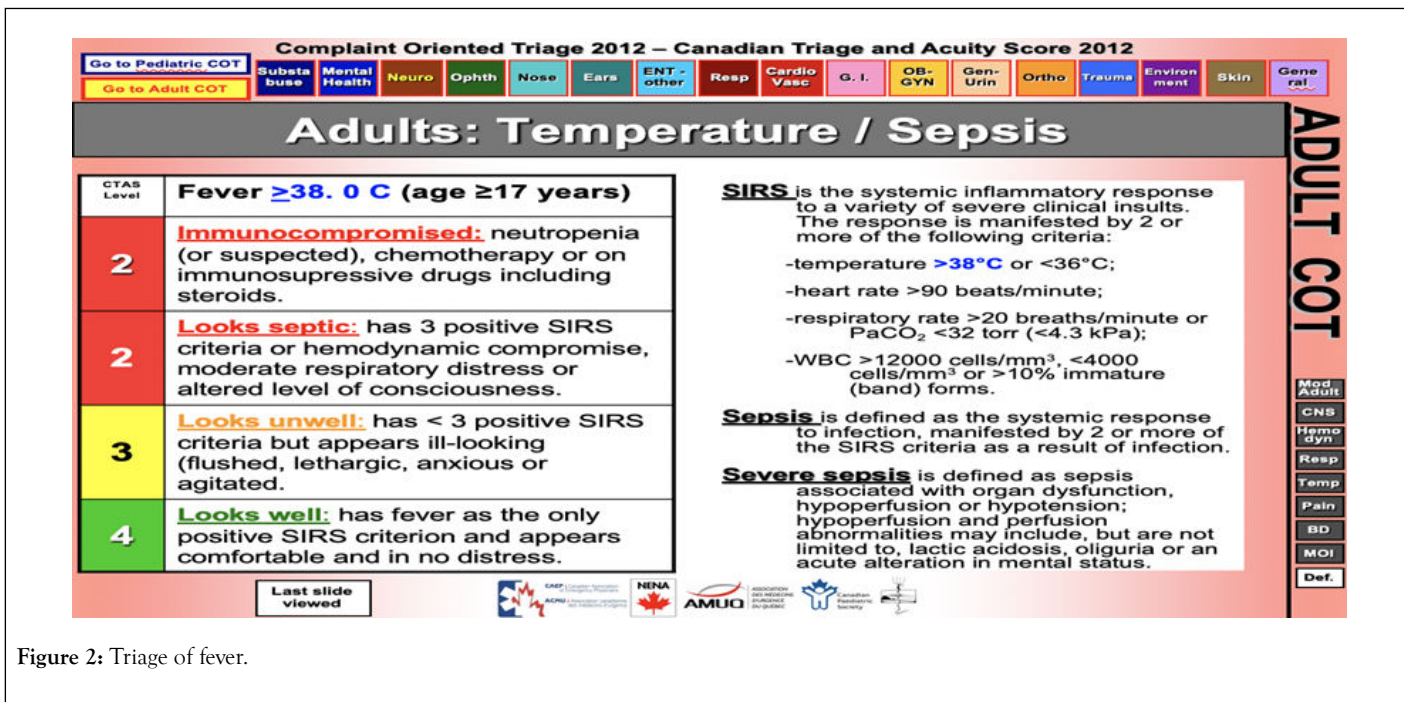 Complaint Oriented Triage 2012 – Canadian Triage and Acuity Score 2012
Go to Pediatric COT
Go to Adult COT
Substa buse
Mental Health
Neuro
Ophth
Nose
Ears
ENT - other
Resp
Cardio Vasc
G. I.
OB-GYN
Gen-Urin
Ortho
Trauma
Environ ment
Skin
Gene ral
Adults: Temperature / Sepsis
ADULT COT
CTAS Level
Fever ≥38. 0 C (age ≥17 years)
2
Immunocompromised: neutropenia
(or suspected), chemotherapy or on
immunosupressive drugs including
steroids.
2
Looks septic: has 3 positive SIRS
criteria or hemodynamic compromise,
moderate respiratory distress or
altered level of consciousness.
3
Looks unwell: has < 3 positive SIRS
criteria but appears ill-looking
(flushed, lethargic, anxious or
agitated.
4
Looks well: has fever as the only
positive SIRS criterion and appears
comfortable and in no distress.
SIRS is the systemic inflammatory response
to a variety of severe clinical insults.
The response is manifested by 2 or
more of the following criteria:
-temperature >38°C or <36°C;
-heart rate >90 beats/minute;
-respiratory rate >20 breaths/minute or
PaCO₂ <32 torr (<4.3 kPa);
-WBC >12000 cells/mm³, <4000
cells/mm³ or >10% immature
(band) forms.
Sepsis is defined as the systemic response
to infection, manifested by 2 or more of
the SIRS criteria as a result of infection.
Severe sepsis is defined as sepsis
associated with organ dysfunction,
hypoperfusion or hypotension;
hypoperfusion and perfusion
abnormalities may include, but are not
limited to, lactic acidosis, oliguria or an
acute alteration in mental status.
Mod Adult
CNS
Hemo dyn
Resp
Temp
Pain
BD
MOI
Def.
Last slide
viewed
CAEP
ACMU
NENA
AMUQ
ASSOCIATION
DES MÉDECINS
D'URGENCE
DU QUÉBEC
Canadian
Paediatric
Society
Figure 2: Triage of fever.